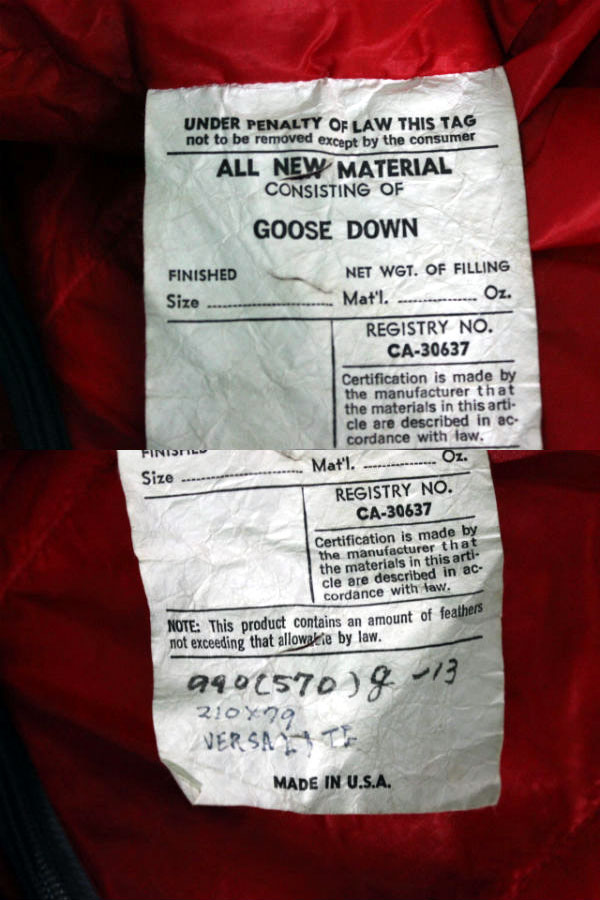 UNDER PENALTY OF LAW THIS TAG
not to be removed except by the consumer
ALL NEW MATERIAL
CONSISTING OF
GOOSE DOWN
FINISHED
NET WGT. OF FILLING
Size
Mat'l. Oz.
REGISTRY NO.
CA-30637
Certification is made by
the manufacturer that
the materials in this arti-
cle are described in ac-
cordance with law.
FINISHED
Size
Mat'l. Oz.
REGISTRY NO.
CA-30637
Certification is made by
the manufacturer that
the materials in this arti-
cle are described in ac-
cordance with law.
NOTE: This product contains an amount of feathers
not exceeding that allowable by law.
990(570)g -13
210×79
VERSALITE
MADE IN U.S.A.